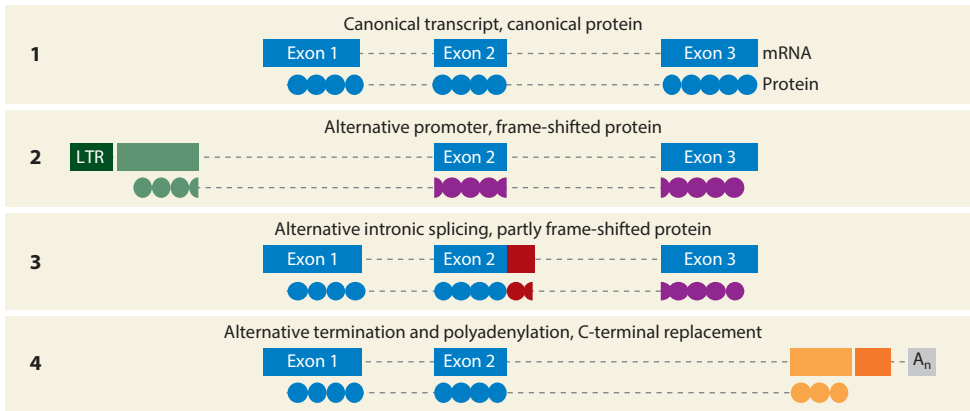 Canonical transcript, canonical protein
1 Exon 1 Exon 2 Exon 3 mRNA
Protein
Alternative promoter, frame-shifted protein
2 LTR Exon 2 Exon 3
Alternative intronic splicing, partly frame-shifted protein
3 Exon 1 Exon 2 Exon 3
Alternative termination and polyadenylation, C-terminal replacement
4 Exon 1 Exon 2 An